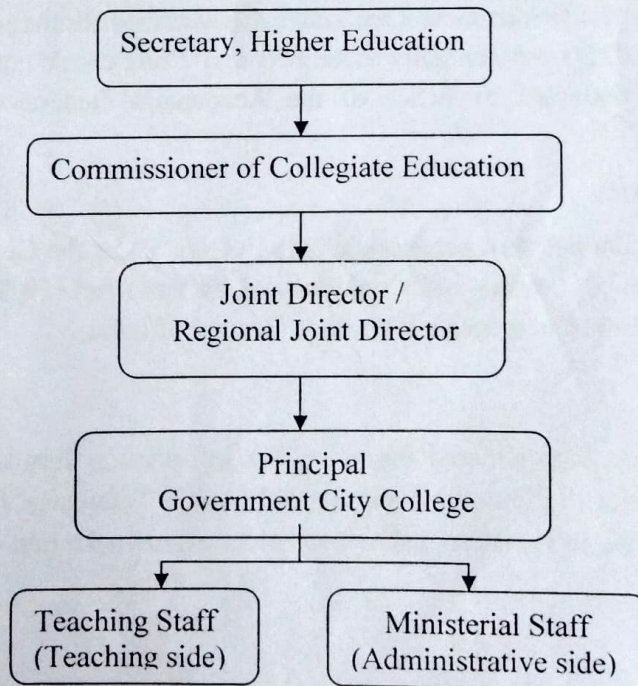 Secretary, Higher Education
Commissioner of Collegiate Education
Joint Director /
Regional Joint Director
Principal
Government City College
Teaching Staff
(Teaching side)
Ministerial Staff
(Administrative side)